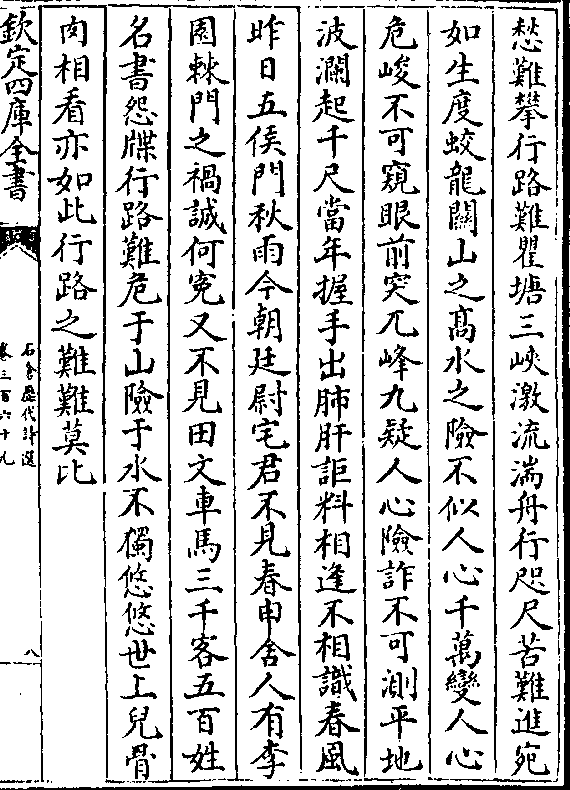 愁難攀行路難瞿塘三峽激流湍舟行咫尺苦難進宛
如生度蛟龍關山之髙水之險不似人心千萬變人心
危峻不可窺眼前突兀峰九疑人心險詐不可測平地
波瀾起千尺當年握手出肺肝詎料相逢不相識春風
昨日五侯門秋雨今朝廷尉宅君不見春申舍人有李
園棘門之禍誠何寃又不見田文車馬三千客五百姓
名書怨牒行路難危于山險于水不獨悠悠世上兒骨
肉相看亦如此行路之難難莫比
欽定四庫全書
石倉歷代詩選
卷三百六十九
八